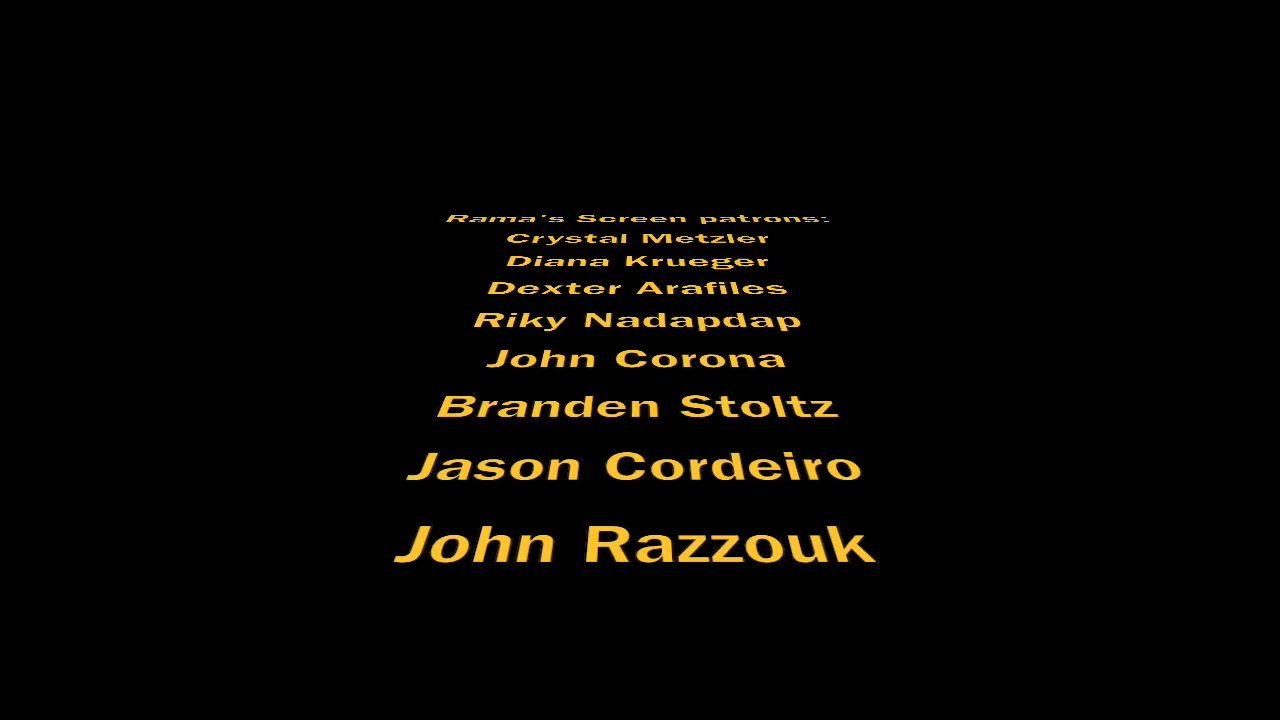 Rama's Screen patrons:
Crystal Metzler
Diana Krueger
Dexter Arafiles
Riky Nadapdap
John Corona
Branden Stoltz
Jason Cordeiro
John Razzouk